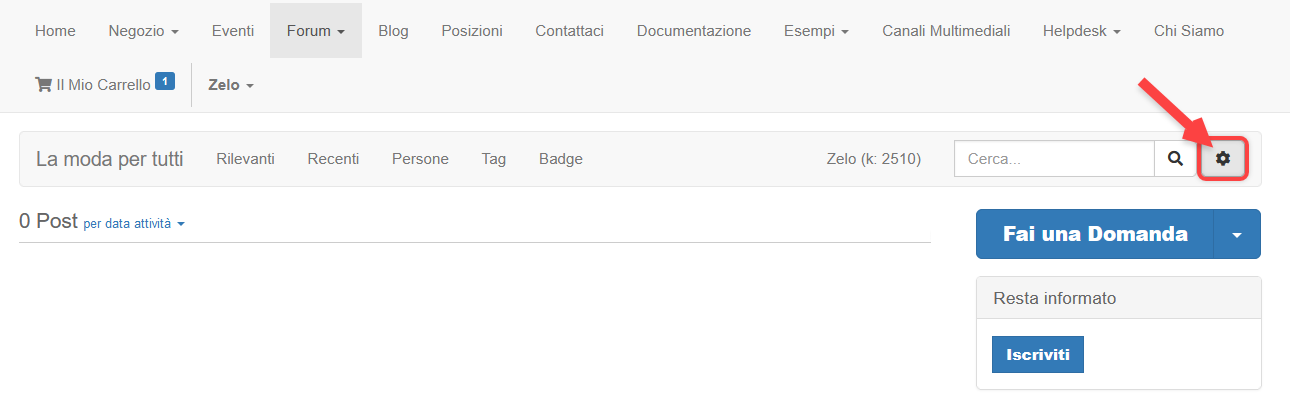 Home Negozio Eventi Forum Blog Posizioni Contattaci Documentazione Esempi Canali Multimediali Helpdesk Chi Siamo
Il Mio Carrello 1 Zelo
La moda per tutti Rilevanti Recenti Persone Tag Badge Zelo (k: 2510) Cerca...
0 Post per data attività
Fai una Domanda
Resta informato
Iscriviti